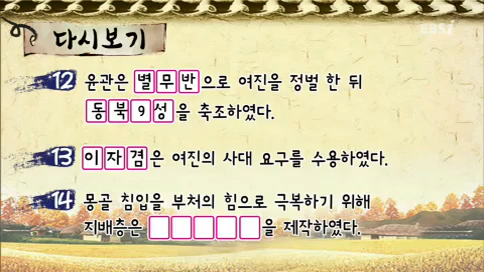 EBSi
다시보기
12 윤관은 별무반으로 여진을 정벌 한 뒤
동북9성을 축조하였다.
13 이자겸은 여진의 사대 요구를 수용하였다.
14 몽골 침입을 부처의 힘으로 극복하기 위해
지배층은 □□□□□을 제작하였다.